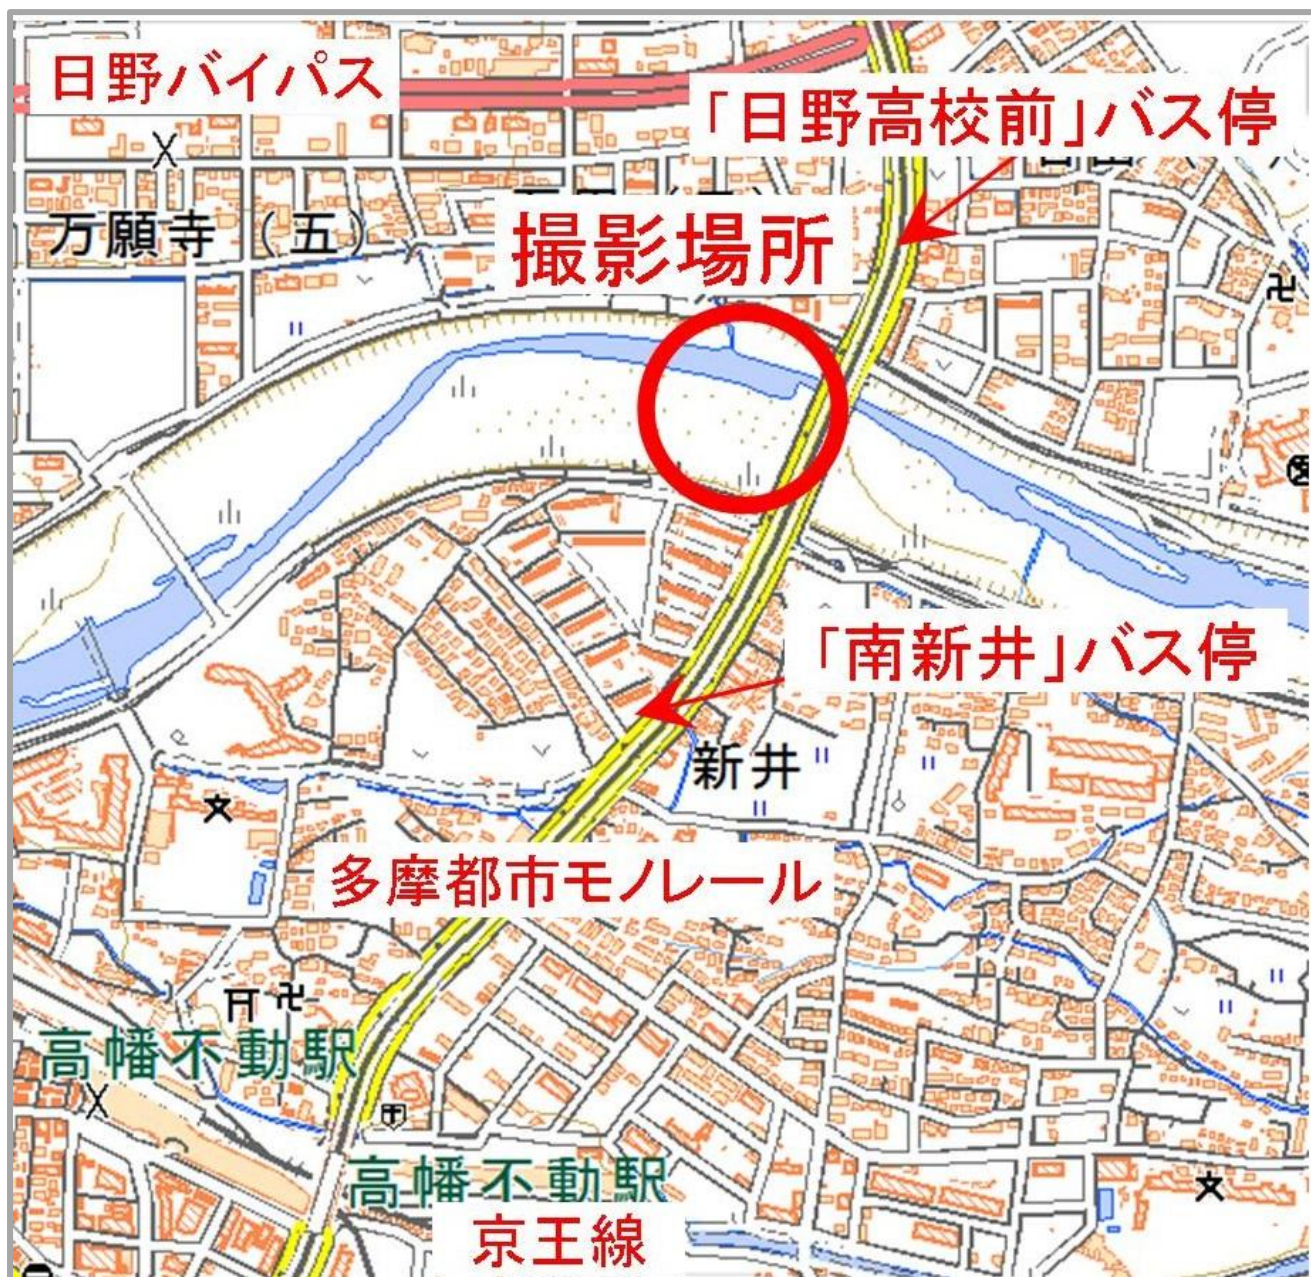 日野バイパス
「日野高校前」バス停
万願寺（五）
撮影場所
「南新井」バス停
新井
多摩都市モノレール
高幡不動駅
高幡不動駅
京王線